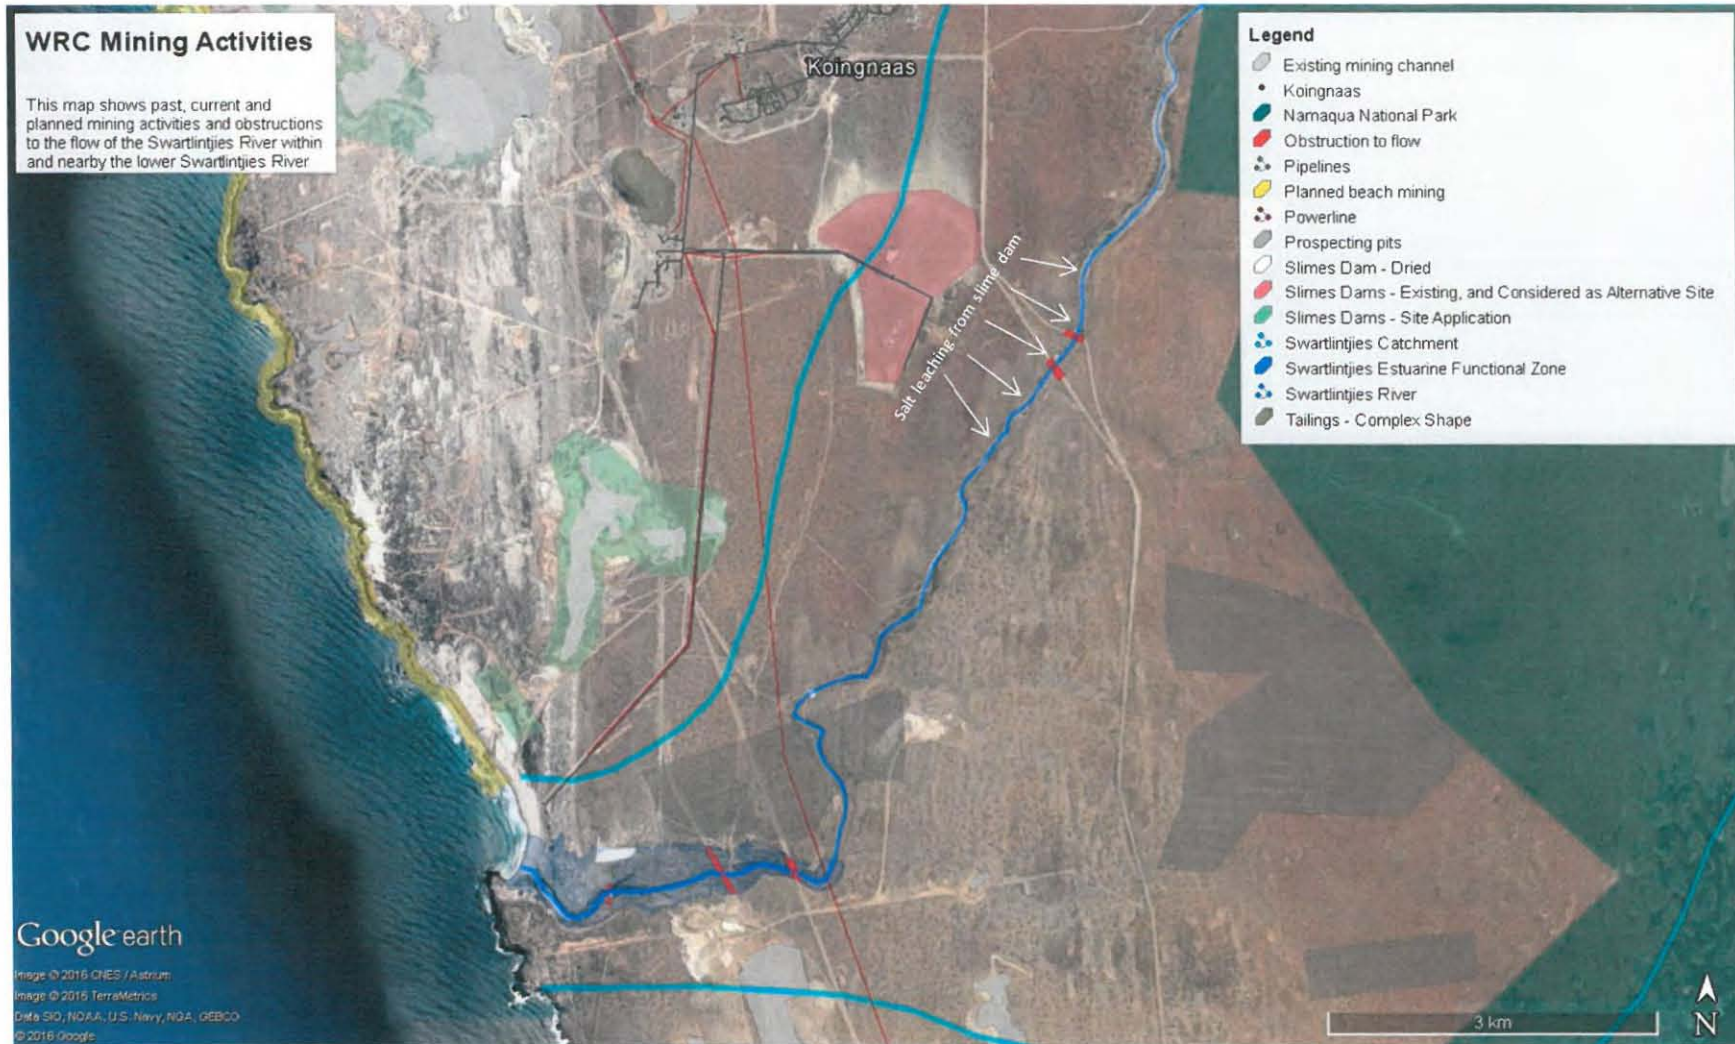 WRC Mining Activities
This map shows past, current and
planned mining activities and obstructions
to the flow of the Swartlintjies River within
and nearby the lower Swartlintjies River
Koingnaas
Legend
Existing mining channel
Koingnaas
Namaqua National Park
Obstruction to flow
Pipelines
Planned beach mining
Powerline
Prospecting pits
Slimes Dam - Dried
Slimes Dams - Existing, and Considered as Alternative Site
Slimes Dams - Site Application
Swartlintjies Catchment
Swartlintjies Estuarine Functional Zone
Swartlintjies River
Tailings - Complex Shape
Salt leaching from slime dam
Google earth
Image © 2016 CNES / Astrium
Image © 2016 TerraMetrics
Data SIO, NOAA, U.S. Navy, NGA, GEBCO
© 2016 Google
3 km
N